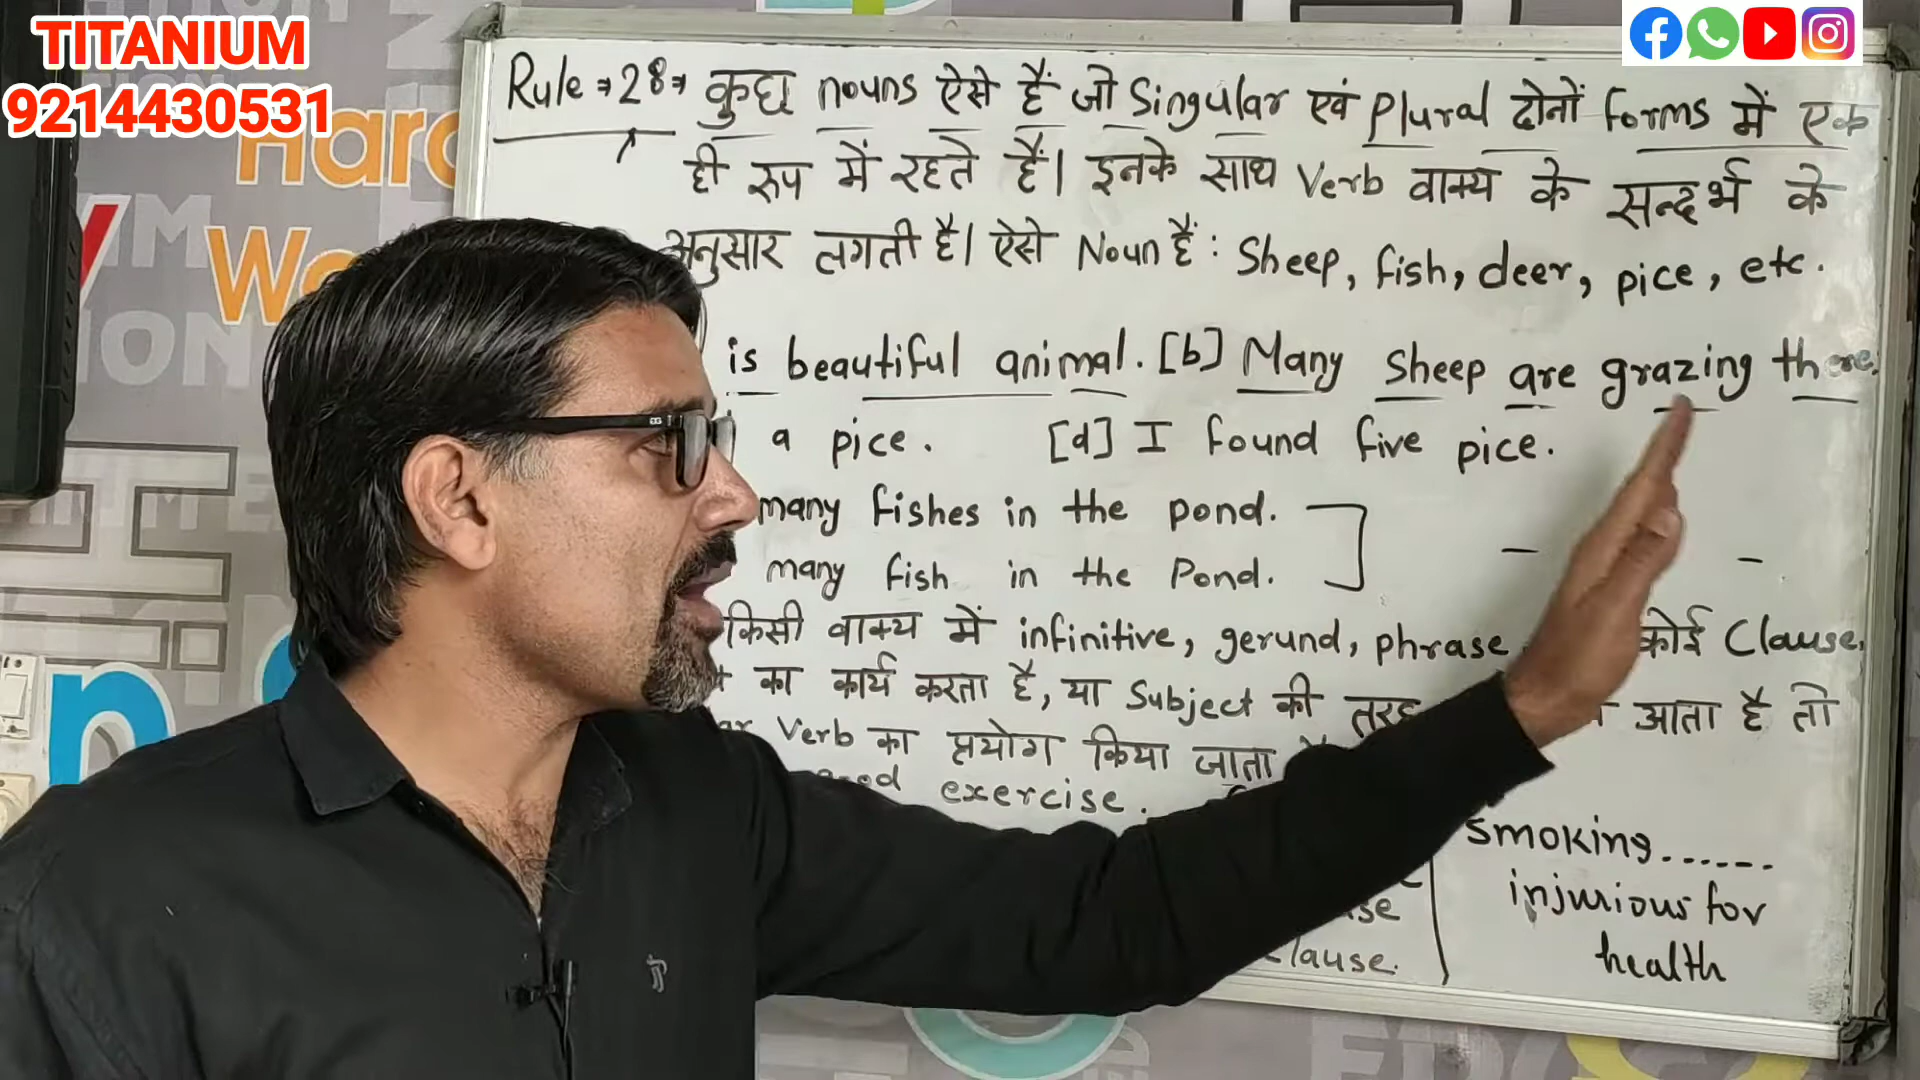 TITANIUM
9214430531
Hard
Rule ⇒ 28 ⇒ कुछ nouns ऐसे हैं जो Singular एवं Plural दोनों forms में एक
ही रूप में रहते हैं। इनके साथ Verb वाक्य के सन्दर्भ के
अनुसार लगती है। ऐसे Noun हैं : Sheep, fish, deer, pice, etc.
is beautiful animal. [b] Many Sheep are grazing there.
a pice. [d] I found five pice.
many fishes in the pond.
many fish in the Pond.
किसी वाक्य में infinitive, gerund, phrase कोई Clause,
का कार्य करता है, या Subject की तरह आता है तो
Verb का प्रयोग किया जाता
exercise.
smoking......
injurious for
health
clause.